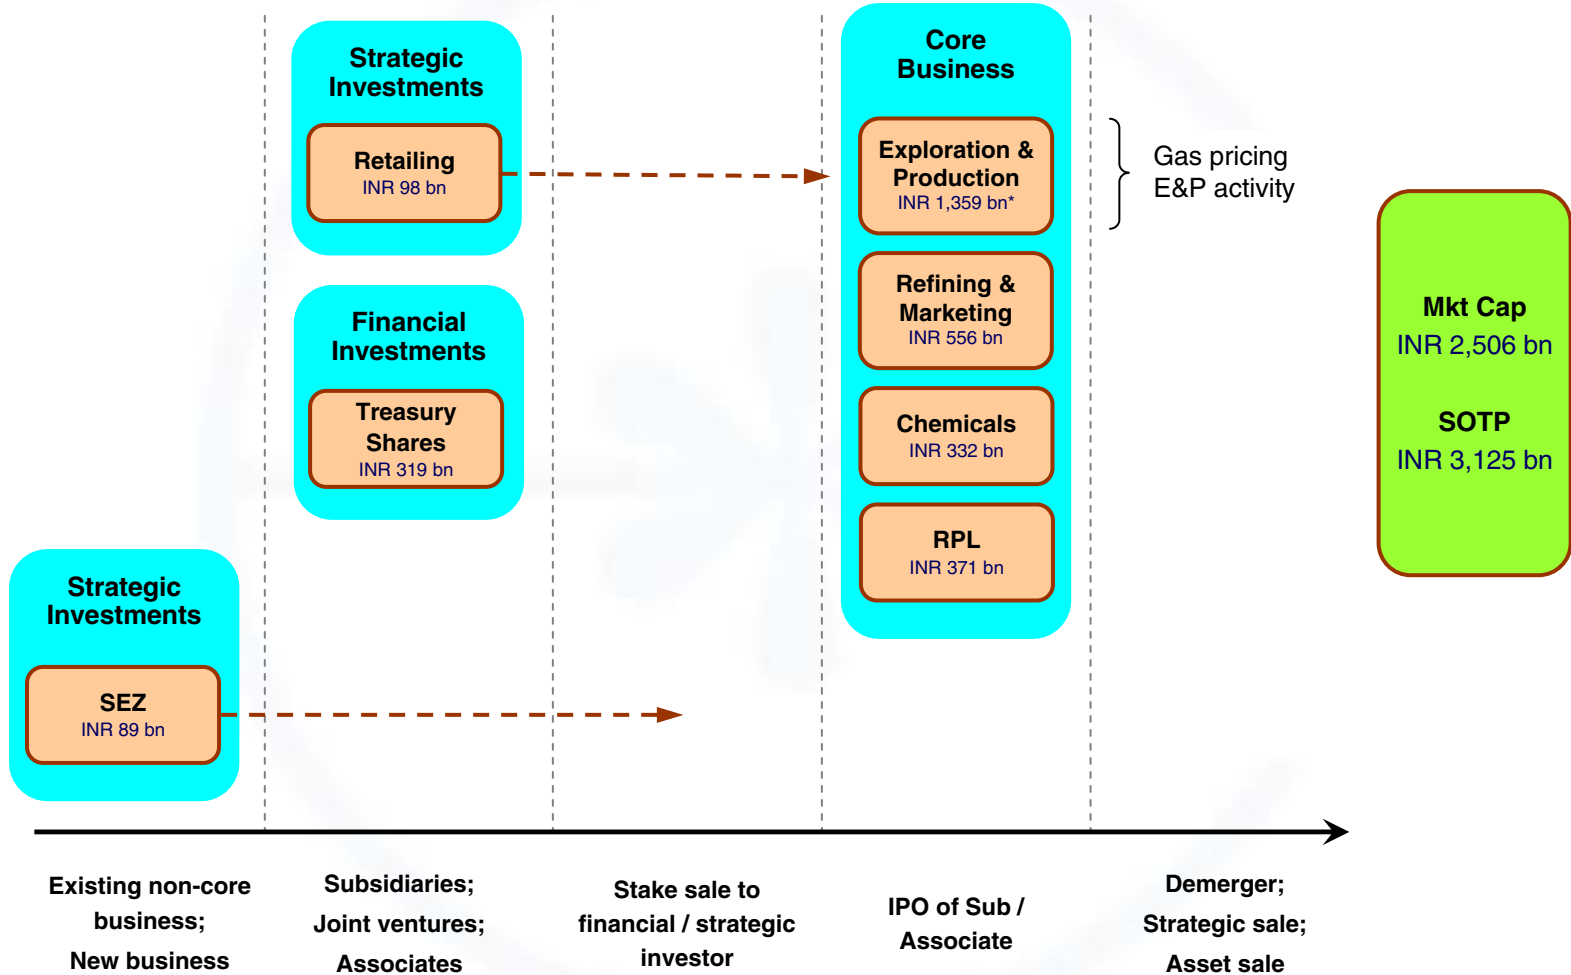 Strategic
Investments
Retailing
INR 98 bn
Financial
Investments
Treasury
Shares
INR 319 bn
Strategic
Investments
SEZ
INR 89 bn
Core
Business
Exploration &
Production
INR 1,359 bn*
Refining &
Marketing
INR 556 bn
Chemicals
INR 332 bn
RPL
INR 371 bn
Gas pricing
E&P activity
Mkt Cap
INR 2,506 bn
SOTP
INR 3,125 bn
Existing non-core
business;
New business
Subsidiaries;
Joint ventures;
Associates
Stake sale to
financial / strategic
investor
IPO of Sub /
Associate
Demerger;
Strategic sale;
Asset sale